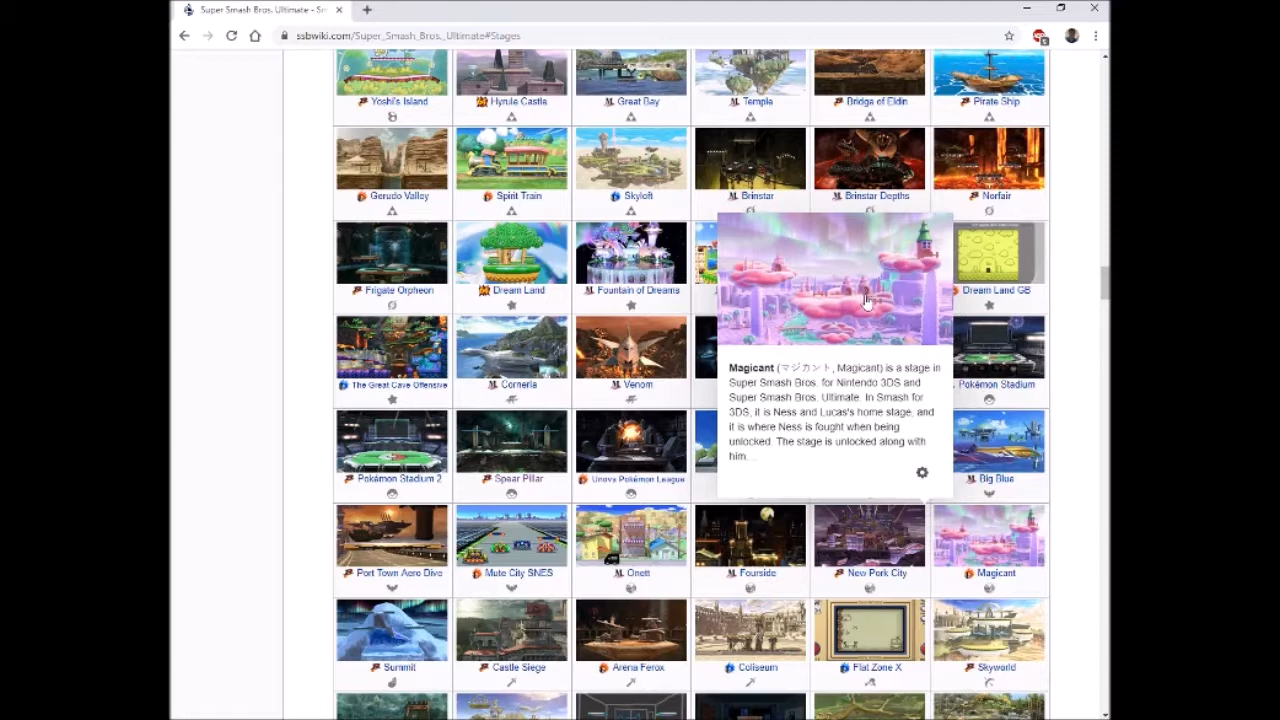 Super Smash Bros. Ultimate - Sm
ssbwiki.com/Super_Smash_Bros._Ultimate#Stages
Yoshi's Island
Hyrule Castle
Great Bay
Temple
Bridge of Eldin
Pirate Ship
Gerudo Valley
Spirit Train
Skyloft
Brinstar
Brinstar Depths
Norfair
Frigate Orpheon
Dream Land
Fountain of Dreams
Dream Land GB
The Great Cave Offensive
Corneria
Venom
Pokémon Stadium
Magicant (マジカント, Magicant) is a stage in
Super Smash Bros. for Nintendo 3DS and
Super Smash Bros. Ultimate. In Smash for
3DS, it is Ness and Lucas's home stage, and
it is where Ness is fought when being
unlocked. The stage is unlocked along with
him....
Pokémon Stadium 2
Spear Pillar
Unova Pokémon League
Big Blue
Port Town Aero Dive
Mute City SNES
Onett
Fourside
New Pork City
Magicant
Summit
Castle Siege
Arena Ferox
Coliseum
Flat Zone X
Skyworld